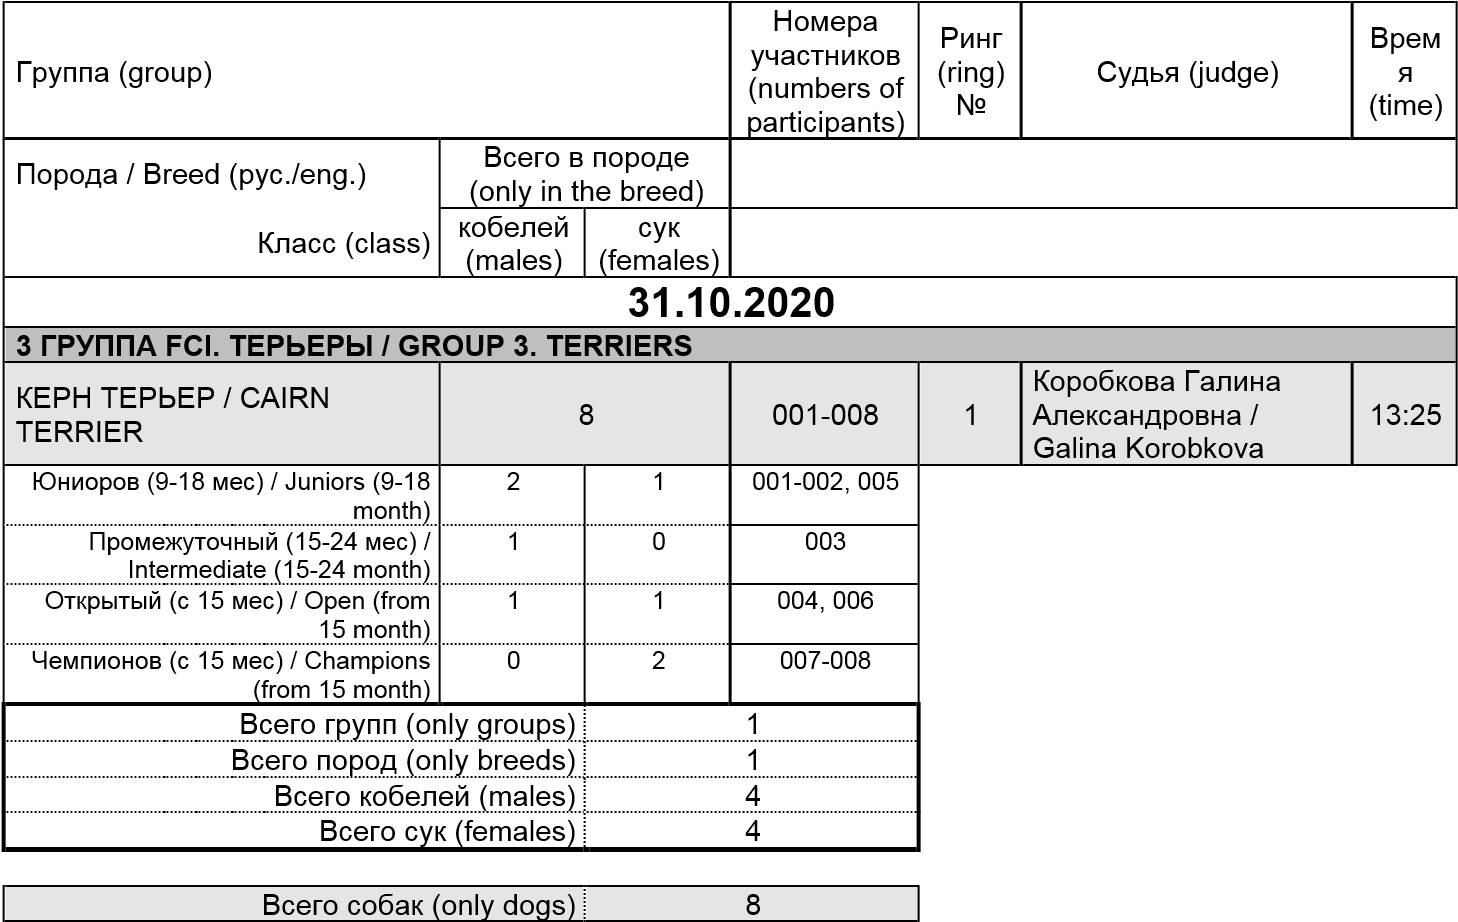 Группа (group)
Номера
участников
(numbers of
participants)
Ринг
(ring)
№
Судья (judge)
Врем
я
(time)
Порода / Breed (рус./eng.)
Всего в породе
(only in the breed)
Класс (class)
кобелей
(males)
сук
(females)
31.10.2020
3 ГРУППА FCI. ТЕРЬЕРЫ / GROUP 3. TERRIERS
КЕРН ТЕРЬЕР / CAIRN
TERRIER
8
001-008
1
Коробкова Галина
Александровна /
Galina Korobkova
13:25
Юниоров (9-18 мес) / Juniors (9-18
month)
2
1
001-002, 005
Промежуточный (15-24 мес) /
Intermediate (15-24 month)
1
0
003
Открытый (с 15 мес) / Open (from
15 month)
1
1
004, 006
Чемпионов (с 15 мес) / Champions
(from 15 month)
0
2
007-008
Всего групп (only groups)
1
Всего пород (only breeds)
1
Всего кобелей (males)
4
Всего сук (females)
4
Всего собак (only dogs)
8